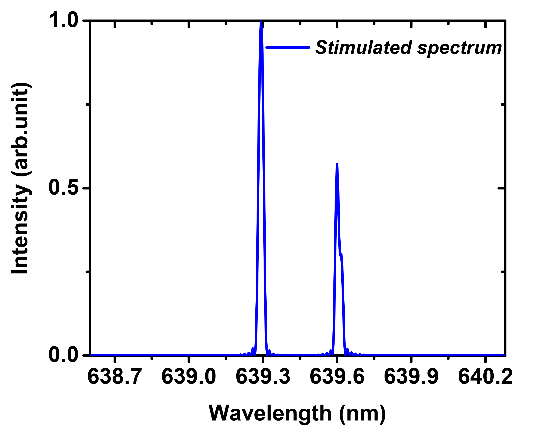 1.0
Stimulated spectrum
Intensity (arb.unit)
0.5
0.0
638.7 639.0 639.3 639.6 639.9 640.2
Wavelength (nm)